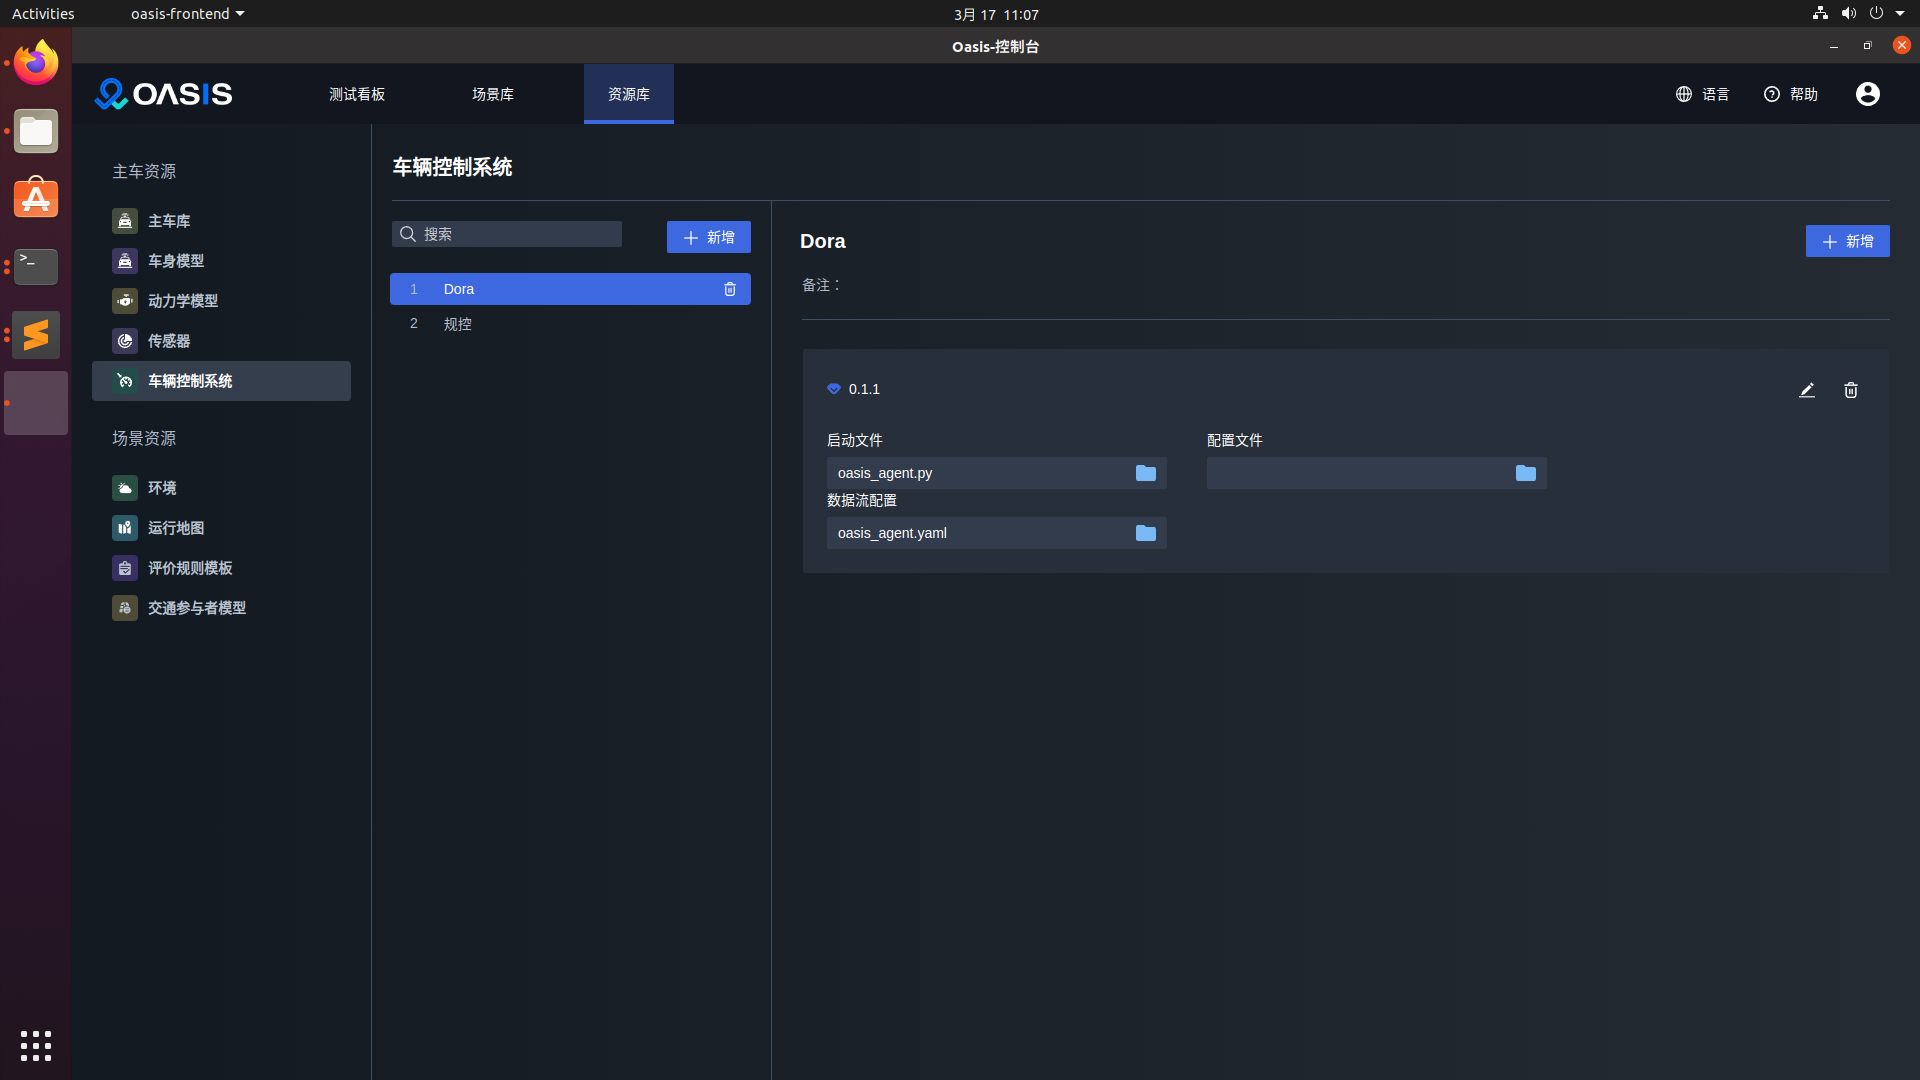 Activities
oasis-frontend
3月 17 11:07
Oasis-控制台
OASIS
测试看板
场景库
资源库
语言
帮助
主车资源
主车库
车身模型
动力学模型
传感器
车辆控制系统
场景资源
环境
运行地图
评价规则模板
交通参与者模型
车辆控制系统
搜索
新增
1 Dora
2 规控
Dora
新增
备注：
0.1.1
启动文件
配置文件
oasis_agent.py
数据流配置
oasis_agent.yaml